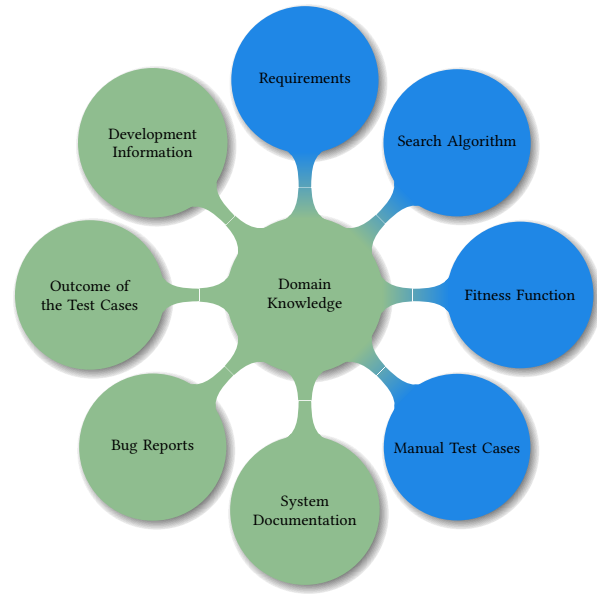 Requirements
Development
Information
Search Algorithm
Outcome of
the Test Cases
Domain
Knowledge
Fitness Function
Bug Reports
Manual Test Cases
System
Documentation